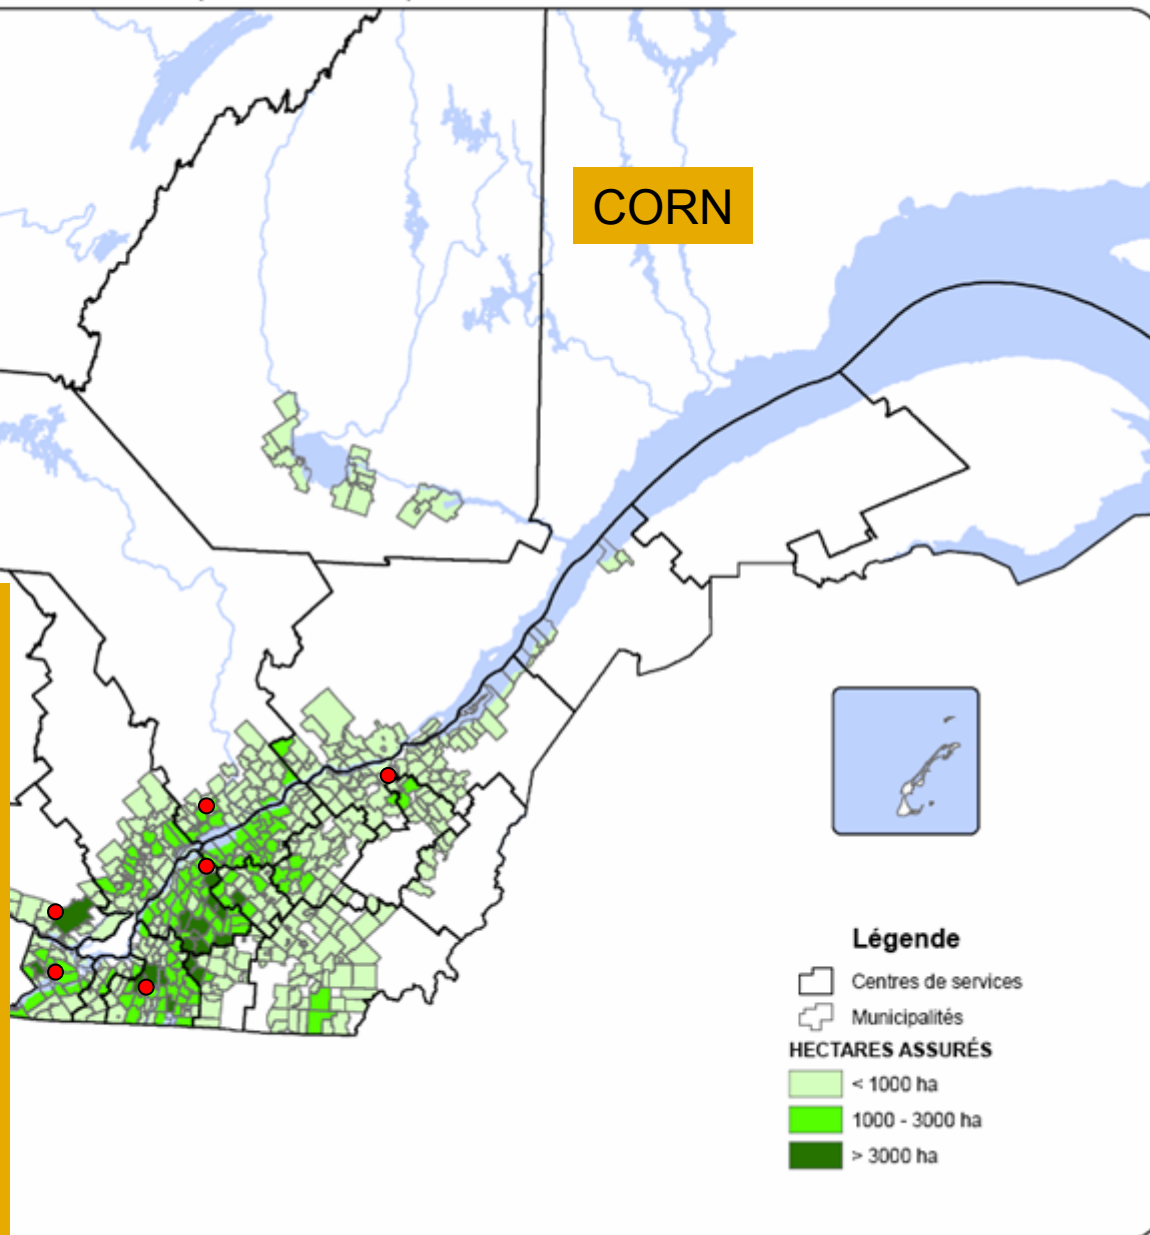 CORN
Légende
Centres de services
Municipalités
HECTARES ASSURÉS
< 1000 ha
1000 - 3000 ha
> 3000 ha